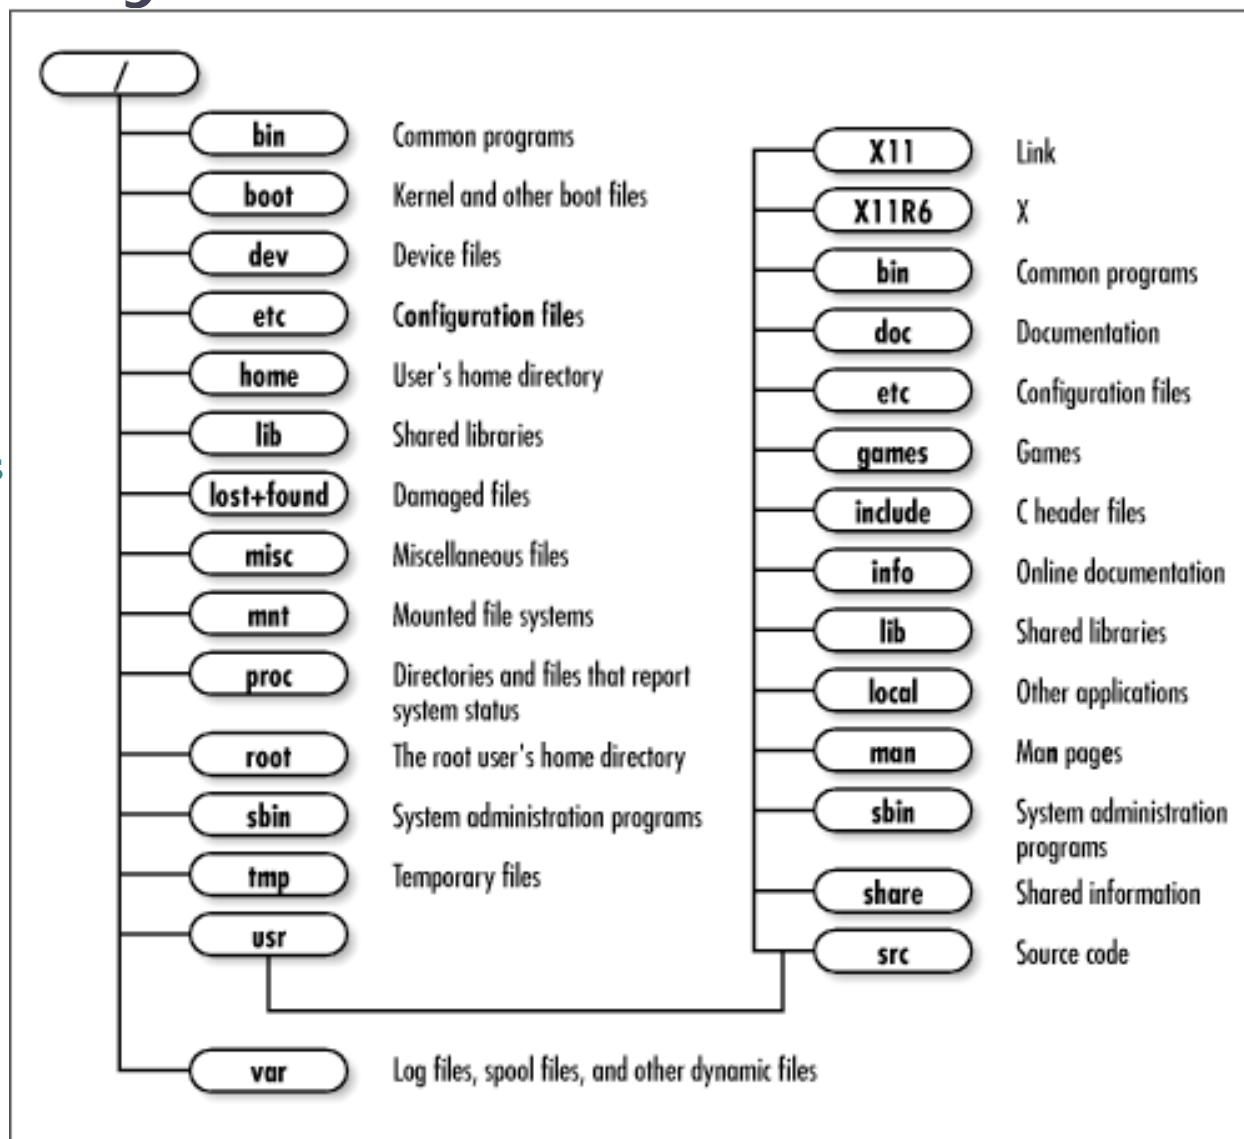 /
bin Common programs
boot Kernel and other boot files
dev Device files
etc Configuration files
home User's home directory
lib Shared libraries
lost+found Damaged files
misc Miscellaneous files
mnt Mounted file systems
proc Directories and files that report
system status
root The root user's home directory
sbin System administration programs
tmp Temporary files
usr
var Log files, spool files, and other dynamic files
X11 Link
X11R6 X
bin Common programs
doc Documentation
etc Configuration files
games Games
include C header files
info Online documentation
lib Shared libraries
local Other applications
man Man pages
sbin System administration
programs
share Shared information
src Source code